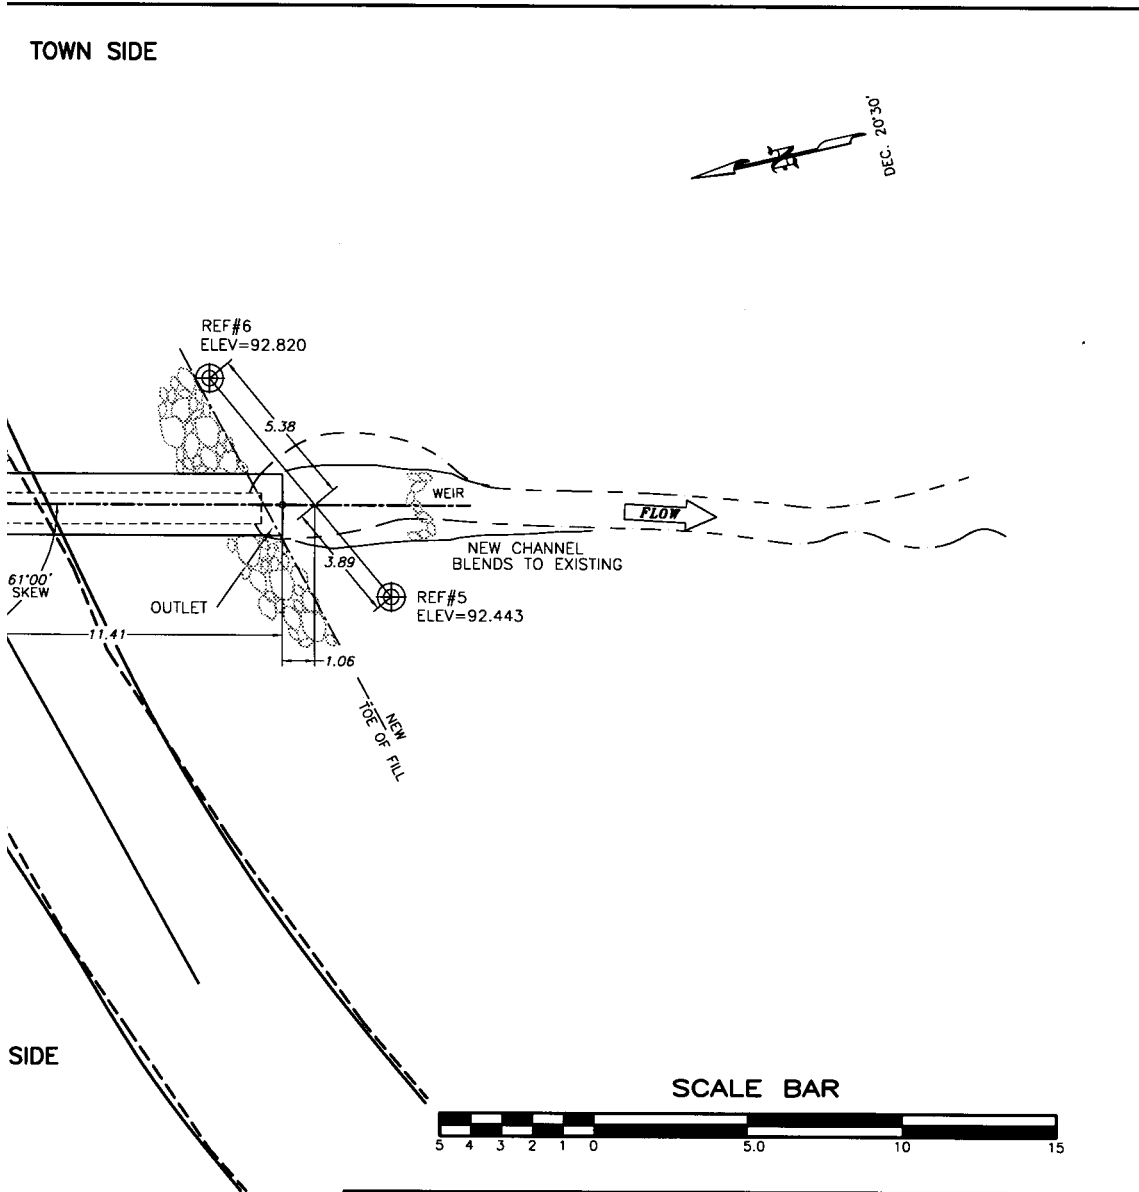 TOWN SIDE
N
DEC. 20°30'
REF#6
ELEV=92.820
5.38
WEIR
FLOW
NEW CHANNEL
BLENDS TO EXISTING
3.89
61°00'
SKEW
OUTLET
REF#5
ELEV=92.443
11.41
1.06
NEW
TOE OF FILL
SIDE
SCALE BAR
5 4 3 2 1 0 5.0 10 15